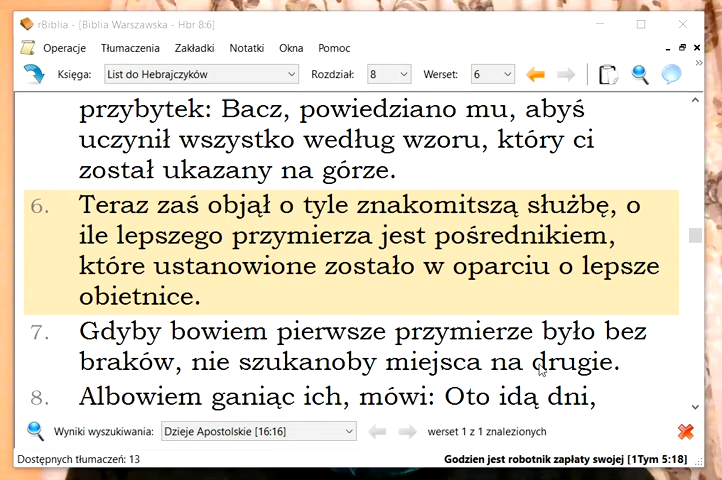 rBiblia - [Biblia Warszawska - Hbr 8:6]
Operacje Tłumaczenia Zakładki Notatki Okna Pomoc
Księga: List do Hebrajczyków Rozdział: 8 Werset: 6
przybytek: Bacz, powiedziano mu, abyś
uczynił wszystko według wzoru, który ci
został ukazany na górze.
6. Teraz zaś objął o tyle znakomitszą służbę, o
ile lepszego przymierza jest pośrednikiem,
które ustanowione zostało w oparciu o lepsze
obietnice.
7. Gdyby bowiem pierwsze przymierze było bez
braków, nie szukanoby miejsca na drugie.
8. Albowiem ganiąc ich, mówi: Oto idą dni,
Wyniki wyszukiwania: Dzieje Apostolskie [16:16] werset 1 z 1 znalezionych
Dostępnych tłumaczeń: 13 Godzien jest robotnik zapłaty swojej [1Tym 5:18]